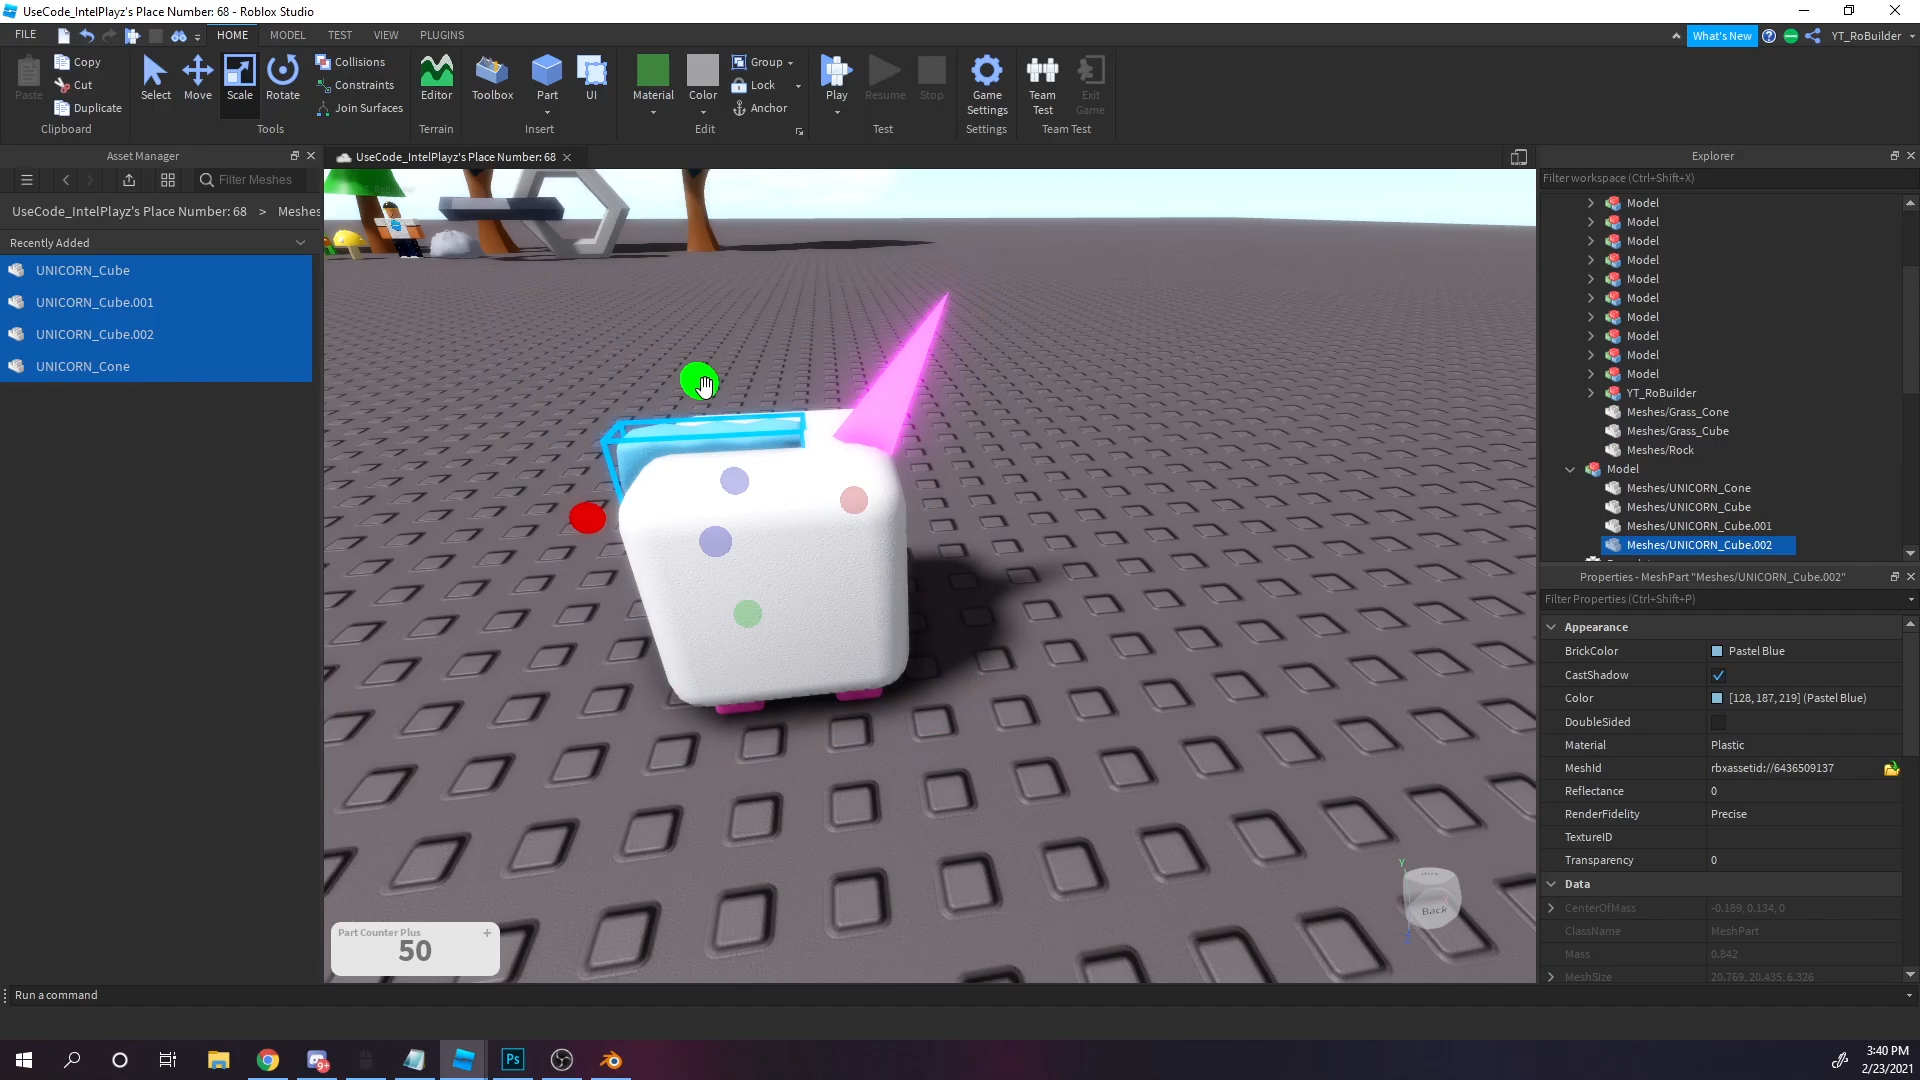 UseCode_IntelPlayz's Place Number: 68 - Roblox Studio
FILE HOME MODEL TEST VIEW PLUGINS What's New YT_RoBuilder
Paste Copy Cut Duplicate
Clipboard
Select Move Scale Rotate
Collisions
Constraints
Join Surfaces
Tools
Editor
Terrain
Toolbox Part UI
Insert
Material Color
Group
Lock
Anchor
Edit
Play Resume Stop
Test
Game Settings
Settings
Team Test
Exit Game
Team Test
Asset Manager
Filter Meshes
UseCode_IntelPlayz's Place Number: 68 > Meshes
Recently Added
UNICORN_Cube
UNICORN_Cube.001
UNICORN_Cube.002
UNICORN_Cone
UseCode_IntelPlayz's Place Number: 68
Back
Y
Part Counter Plus +
50
Explorer
Filter workspace (Ctrl+Shift+X)
Model
Model
Model
Model
Model
Model
Model
Model
Model
Model
YT_RoBuilder
Meshes/Grass_Cone
Meshes/Grass_Cube
Meshes/Rock
Model
Meshes/UNICORN_Cone
Meshes/UNICORN_Cube
Meshes/UNICORN_Cube.001
Meshes/UNICORN_Cube.002
Properties - MeshPart "Meshes/UNICORN_Cube.002"
Filter Properties (Ctrl+Shift+P)
Appearance
BrickColor Pastel Blue
CastShadow
Color [128, 187, 219] (Pastel Blue)
DoubleSided
Material Plastic
MeshId rbxassetid://6436509137
Reflectance 0
RenderFidelity Precise
TextureID
Transparency 0
Data
CenterOfMass -0.189, 0.134, 0
ClassName MeshPart
Mass 0.842
MeshSize 20.769, 20.435, 6.326
Run a command
9+
Ps
3:40 PM
2/23/2021